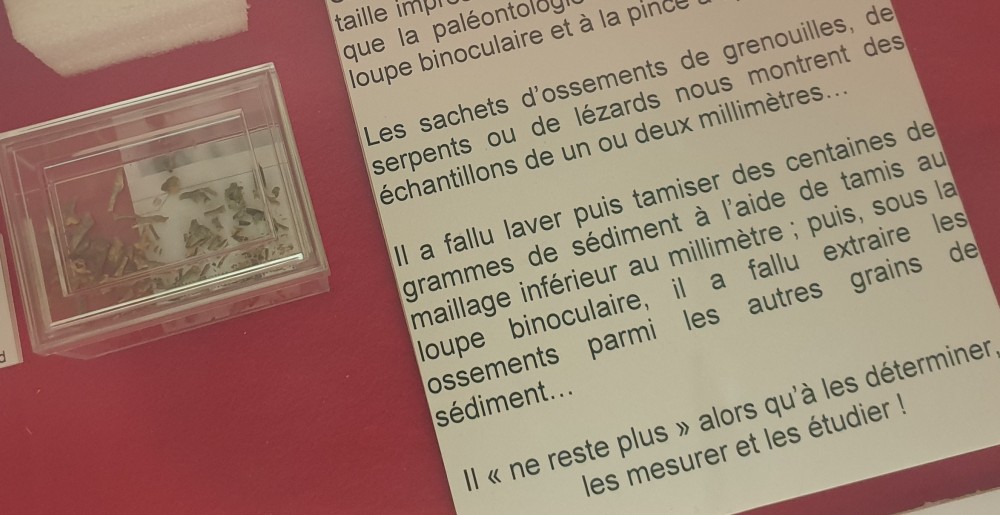 que la paléontologie
loupe binoculaire et à la pince
Les sachets d'ossements de grenouilles, de
serpents ou de lézards nous montrent des
échantillons de un ou deux millimètres...
Il a fallu laver puis tamiser des centaines de
grammes de sédiment à l'aide de tamis au
maillage inférieur au millimètre ; puis, sous la
loupe binoculaire, il a fallu extraire les
ossements parmi les autres grains de
sédiment...
Il « ne reste plus » alors qu'à les déterminer,
les mesurer et les étudier !
d